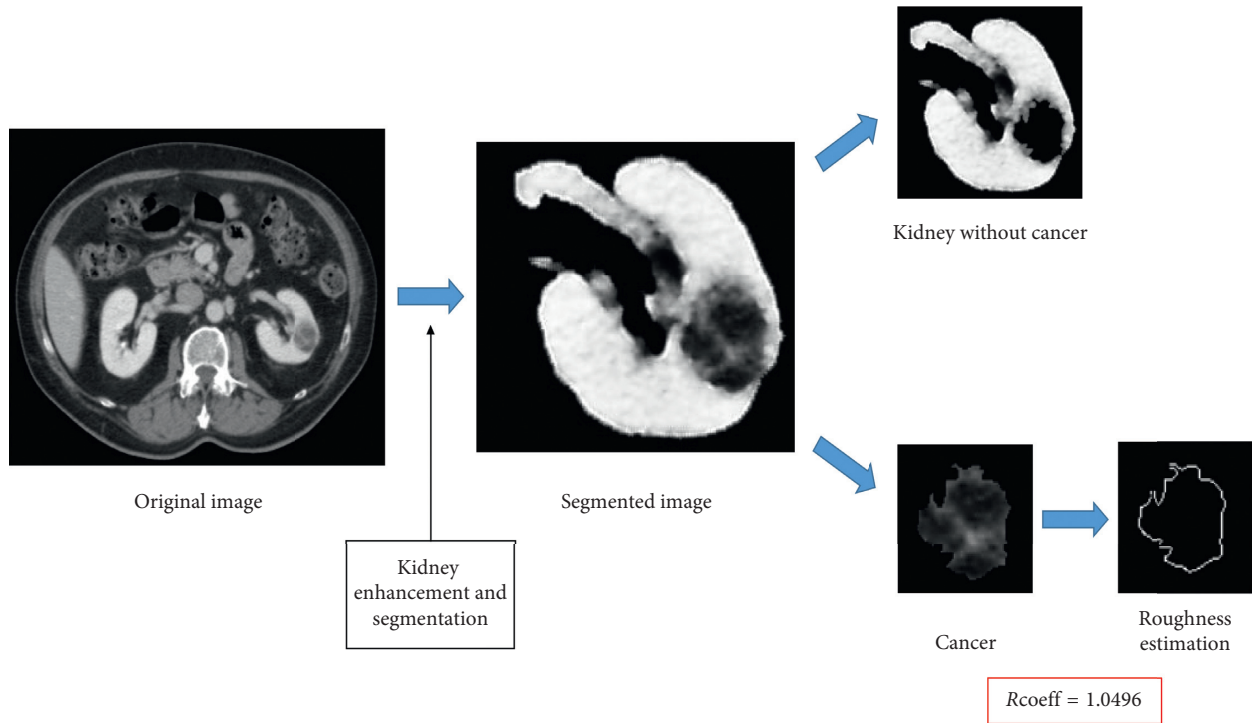 Kidney without cancer
Original image
Segmented image
Kidney
enhancement and
segmentation
Cancer
Roughness
estimation
Rcoeff = 1.0496